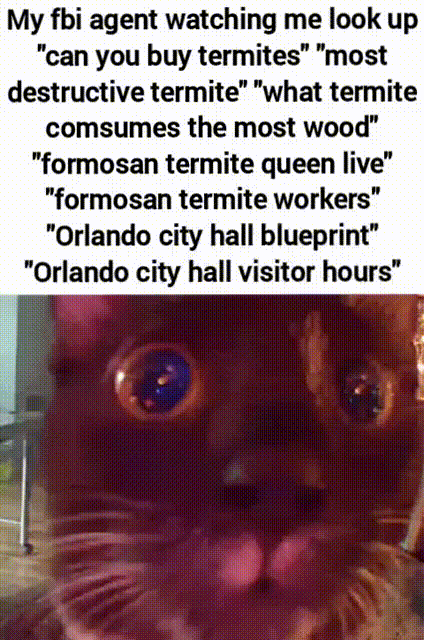 My fbi agent watching me look up
"can you buy termites" "most
destructive termite" "what termite
comsumes the most wood"
"formosan termite queen live"
"formosan termite workers"
"Orlando city hall blueprint"
"Orlando city hall visitor hours"